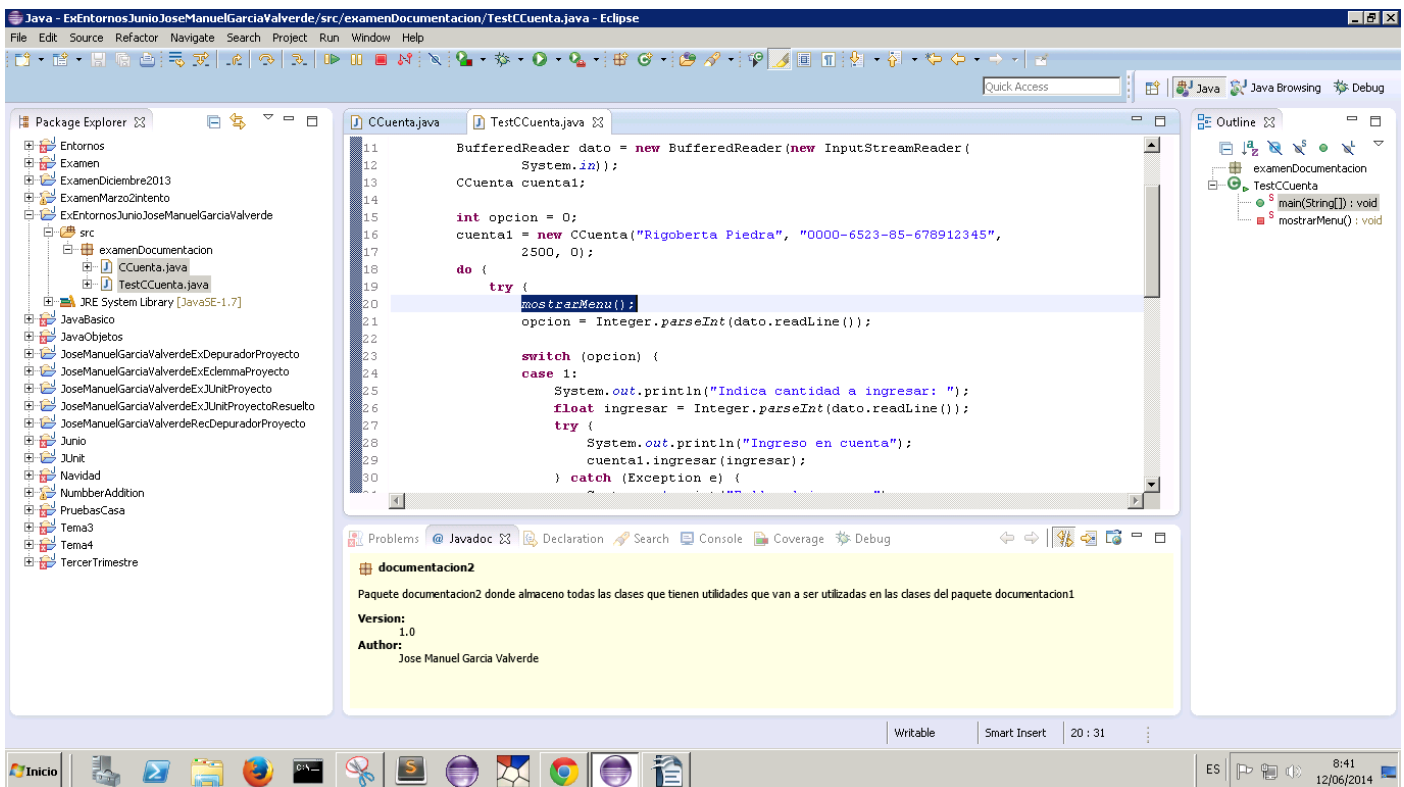 Java - ExEntornosJunioJoseManuelGarciaValverde/src/examenDocumentacion/TestCCuenta.java - Eclipse
File Edit Source Refactor Navigate Search Project Run Window Help
Quick Access
Java Java Browsing Debug
Package Explorer
Entornos
Examen
ExamenDiciembre2013
ExamenMarzo2intento
ExEntornosJunioJoseManuelGarciaValverde
src
examenDocumentacion
CCuenta.java
TestCCuenta.java
JRE System Library [JavaSE-1.7]
JavaBasico
JavaObjetos
JoseManuelGarciaValverdeExDepuradorProyecto
JoseManuelGarciaValverdeExEclemmaProyecto
JoseManuelGarciaValverdeExJUnitProyecto
JoseManuelGarciaValverdeExJUnitProyectoResuelto
JoseManuelGarciaValverdeRecDepuradorProyecto
Junio
JUnit
Navidad
NumbberAddition
PruebasCasa
Tema3
Tema4
TercerTrimestre
CCuenta.java TestCCuenta.java
11 BufferedReader dato = new BufferedReader(new InputStreamReader(
12 System.in));
13 CCuenta cuenta1;
14
15 int opcion = 0;
16 cuenta1 = new CCuenta("Rigoberta Piedra", "0000-6523-85-678912345",
17 2500, 0);
18 do {
19 try {
20 mostrarMenu();
21 opcion = Integer.parseInt(dato.readLine());
22
23 switch (opcion) {
24 case 1:
25 System.out.println("Indica cantidad a ingresar: ");
26 float ingresar = Integer.parseInt(dato.readLine());
27 try {
28 System.out.println("Ingreso en cuenta");
29 cuenta1.ingresar(ingresar);
30 } catch (Exception e) {
Outline
examenDocumentacion
TestCCuenta
main(String[]) : void
mostrarMenu() : void
Problems @ Javadoc Declaration Search Console Coverage Debug
documentacion2
Paquete documentacion2 donde almaceno todas las clases que tienen utilidades que van a ser utilizadas en las clases del paquete documentacion1
Version:
1.0
Author:
Jose Manuel Garcia Valverde
Writable Smart Insert 20 : 31
Inicio
ES
8:41
12/06/2014